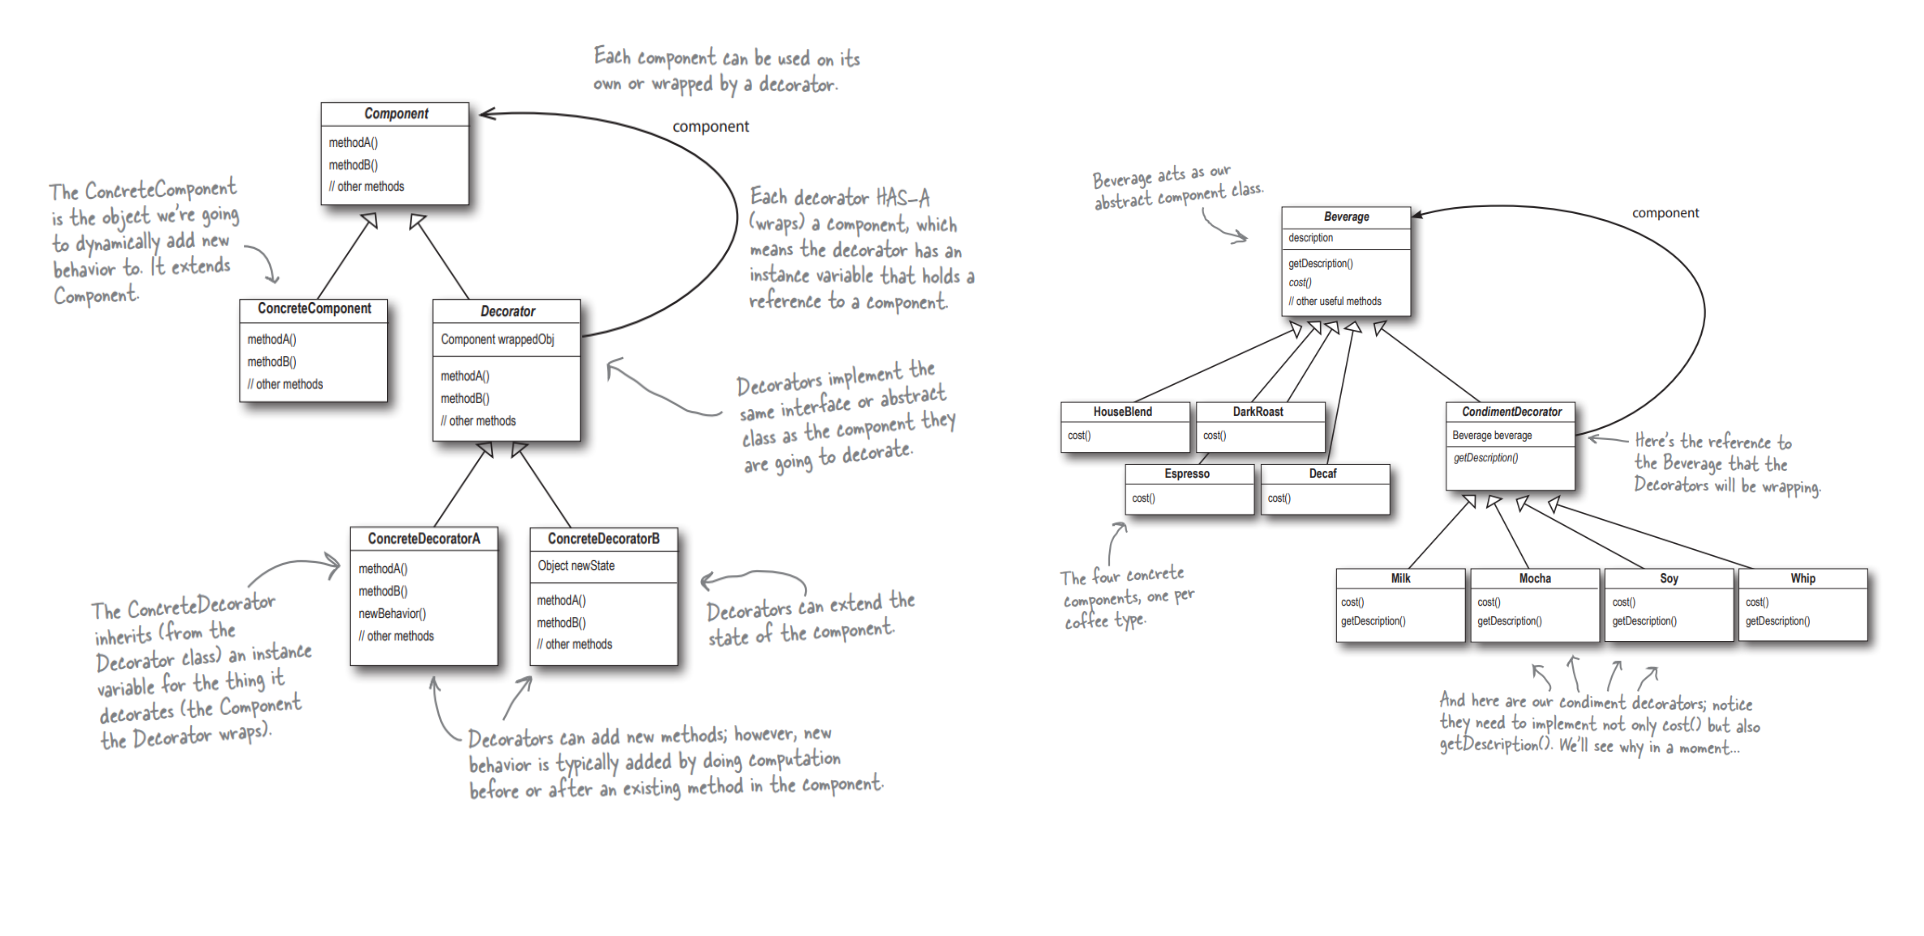 Each component can be used on its
own or wrapped by a decorator.
Component
methodA()
methodB()
// other methods
component
The ConcreteComponent
is the object we're going
to dynamically add new
behavior to. It extends
Component.
Each decorator HAS-A
(wraps) a component, which
means the decorator has an
instance variable that holds a
reference to a component.
ConcreteComponent
methodA()
methodB()
// other methods
Decorator
Component wrappedObj
methodA()
methodB()
// other methods
Decorators implement the
same interface or abstract
class as the component they
are going to decorate.
ConcreteDecoratorA
methodA()
methodB()
newBehavior()
// other methods
ConcreteDecoratorB
Object newState
methodA()
methodB()
// other methods
The ConcreteDecorator
inherits (from the
Decorator class) an instance
variable for the thing it
decorates (the Component
the Decorator wraps).
Decorators can extend the
state of the component.
Decorators can add new methods; however, new
behavior is typically added by doing computation
before or after an existing method in the component.
Beverage acts as our
abstract component class.
Beverage
description
getDescription()
cost()
// other useful methods
component
HouseBlend
cost()
DarkRoast
cost()
Espresso
cost()
Decaf
cost()
CondimentDecorator
Beverage beverage
getDescription()
Here's the reference to
the Beverage that the
Decorators will be wrapping.
The four concrete
components, one per
coffee type.
Milk
cost()
getDescription()
Mocha
cost()
getDescription()
Soy
cost()
getDescription()
Whip
cost()
getDescription()
And here are our condiment decorators; notice
they need to implement not only cost() but also
getDescription(). We'll see why in a moment...